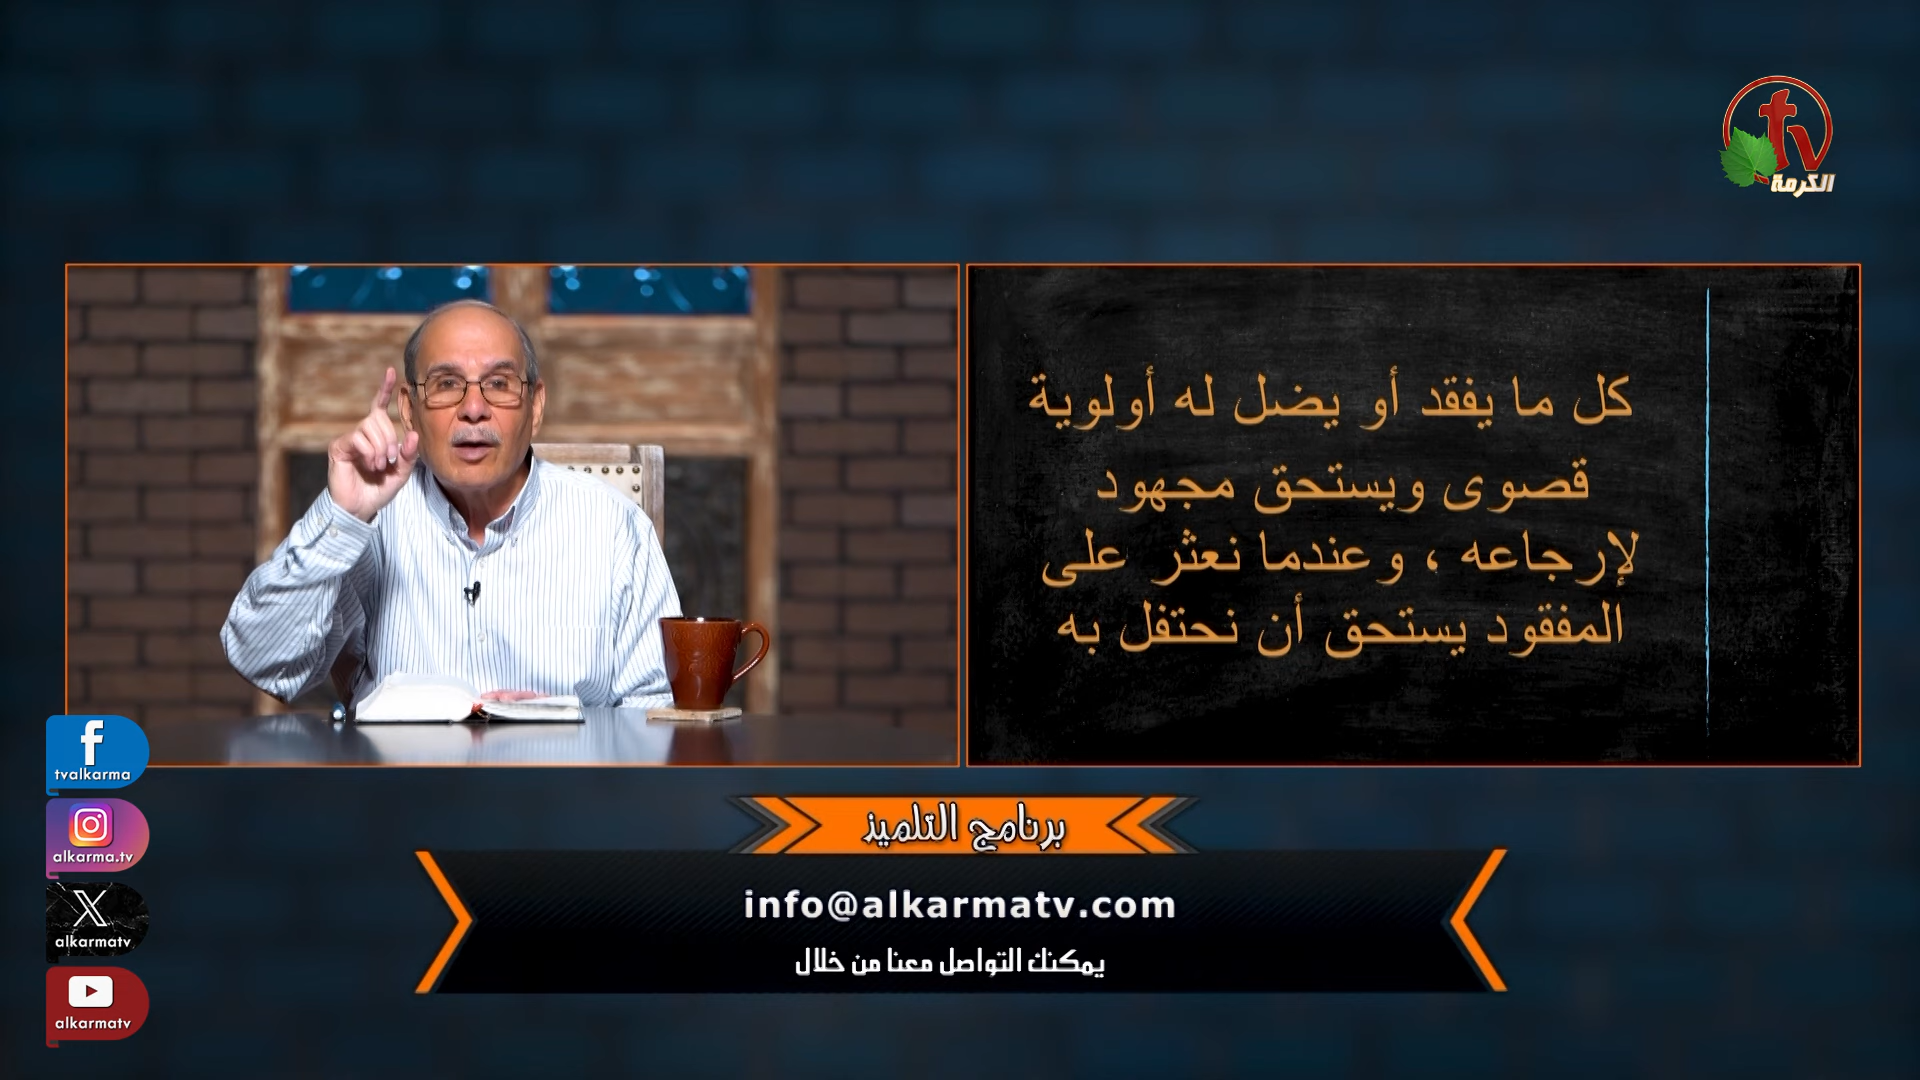 tv
الكرمة
كل ما يفقد أو يضل له أولوية
قصوى ويستحق مجهود
لإرجاعه ، وعندما نعثر على
المفقود يستحق أن نحتفل به
tvalkarma
alkarma.tv
alkarmatv
alkarmatv
برنامج التلميذ
info@alkarmatv.com
يمكنك التواصل معنا من خلال